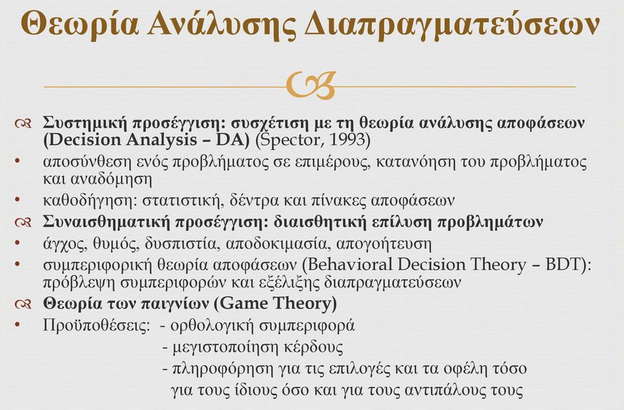 Θεωρία Ανάλυσης Διαπραγματεύσεων
Συστημική προσέγγιση: συσχέτιση με τη θεωρία ανάλυσης αποφάσεων
(Decision Analysis – DA) (Spector, 1993)
• αποσύνθεση ενός προβλήματος σε επιμέρους, κατανόηση του προβλήματος
και αναδόμηση
• καθοδήγηση: στατιστική, δέντρα και πίνακες αποφάσεων
Συναισθηματική προσέγγιση: διαισθητική επίλυση προβλημάτων
• άγχος, θυμός, δυσπιστία, αποδοκιμασία, απογοήτευση
• συμπεριφορική θεωρία αποφάσεων (Behavioral Decision Theory – BDT):
πρόβλεψη συμπεριφορών και εξέλιξης διαπραγματεύσεων
Θεωρία των παιγνίων (Game Theory)
• Προϋποθέσεις: - ορθολογική συμπεριφορά
- μεγιστοποίηση κέρδους
- πληροφόρηση για τις επιλογές και τα οφέλη τόσο
για τους ίδιους όσο και για τους αντιπάλους τους